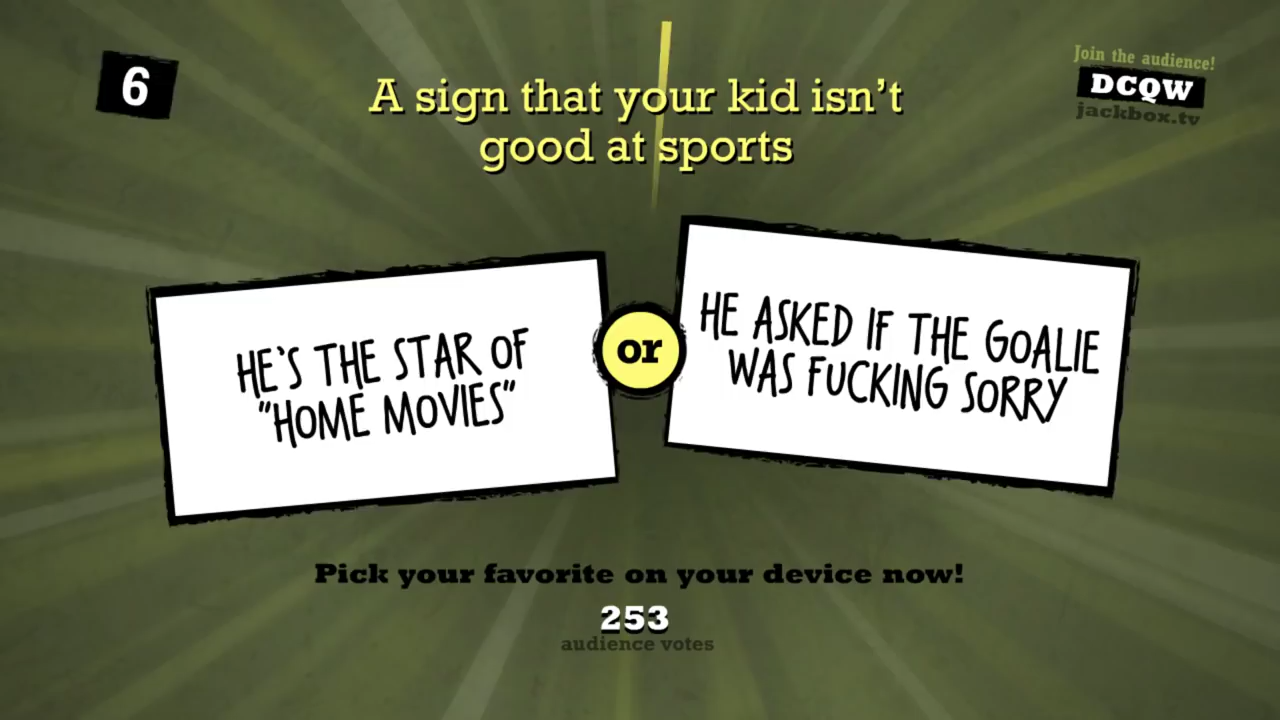 6
A sign that your kid isn't
good at sports
Join the audience!
DCQW
jackbox.tv
HE'S THE STAR OF
"HOME MOVIES"
or
HE ASKED IF THE GOALIE
WAS FUCKING SORRY
Pick your favorite on your device now!
253
audience votes